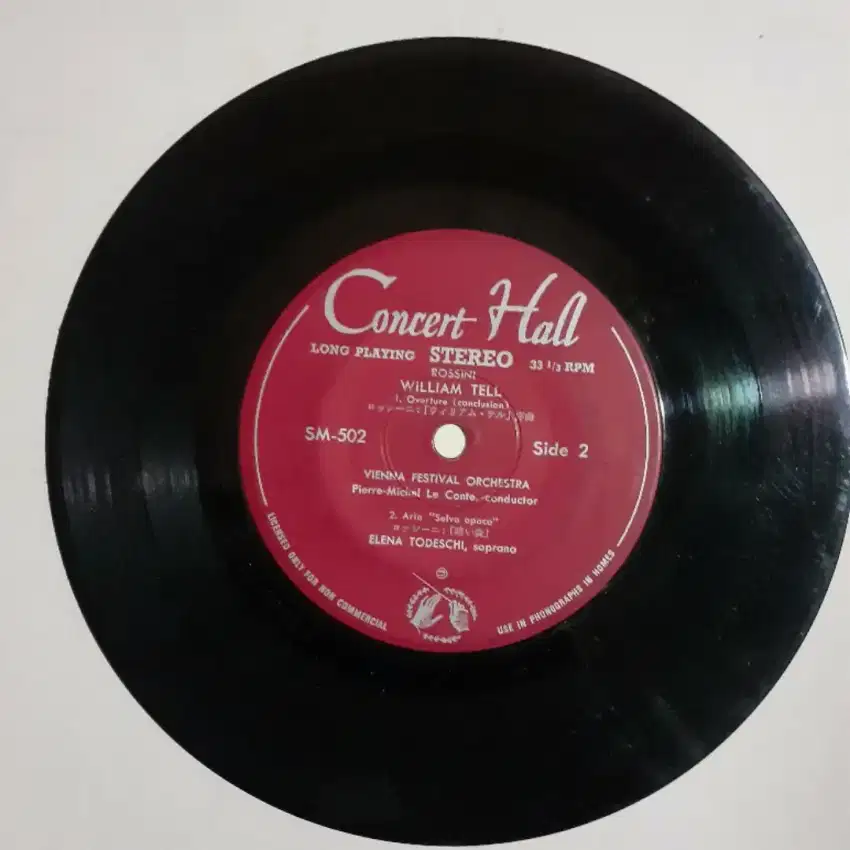 Concert Hall
LONG PLAYING STEREO 33 1/3 RPM
ROSSINI
WILLIAM TELL
1. Overture (conclusion)
ロッシーニ：『ウィリアム・テル』序曲
SM-502
Side 2
VIENNA FESTIVAL ORCHESTRA
Pierre-Michel Le Conte, conductor
2. Aria "Selva opaca"
ロッシーニ：『暗い森』
ELENA TODESCHI, soprano
LICENSED ONLY FOR NON COMMERCIAL
USE IN PHONOGRAPHS IN HOMES